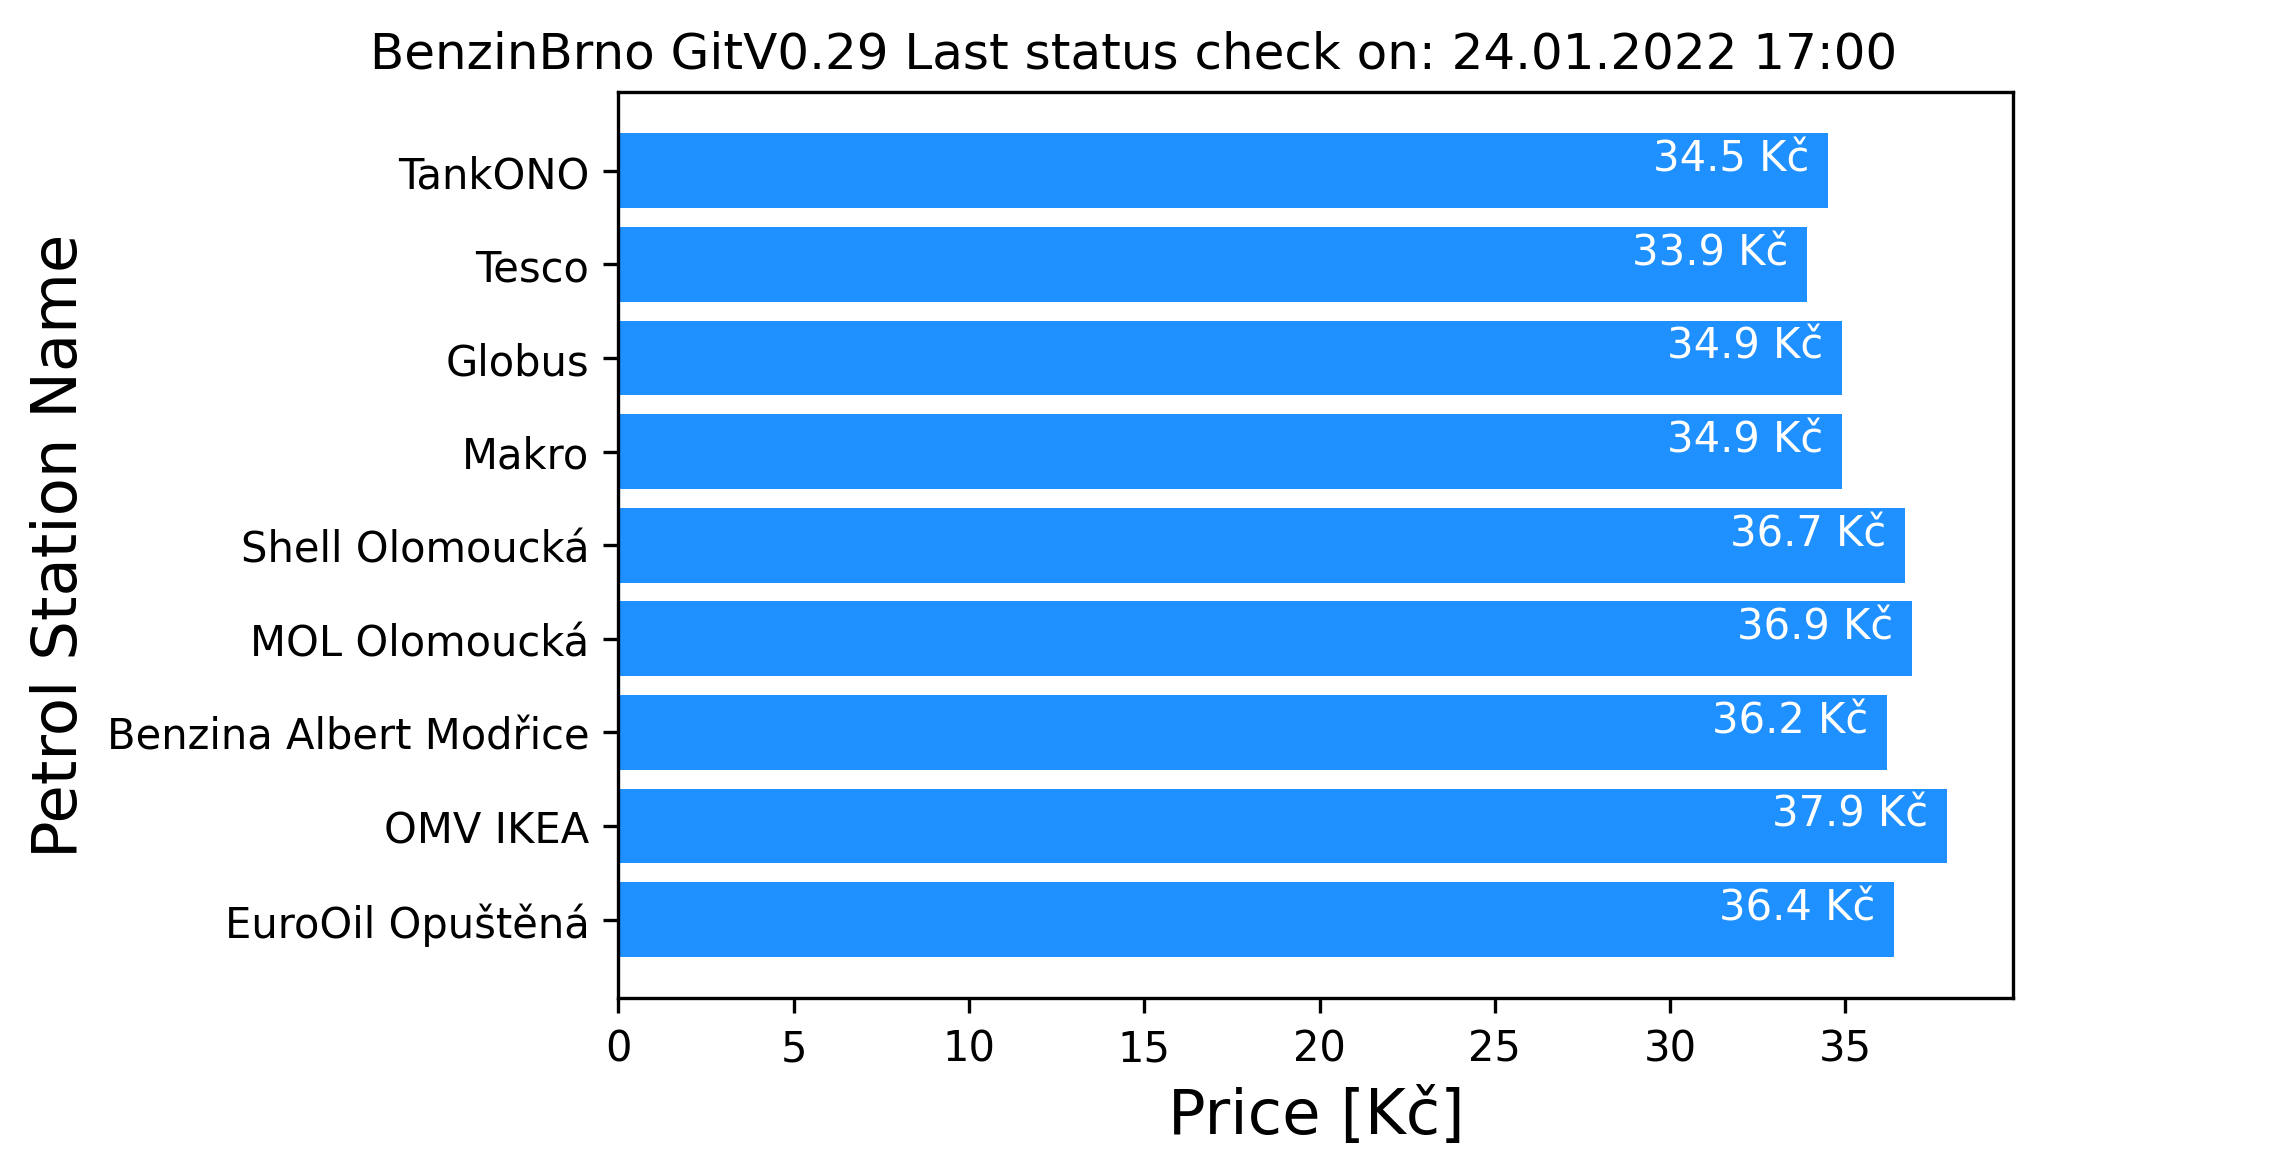 BenzinBrno GitV0.29 Last status check on: 24.01.2022 17:00
Petrol Station Name
TankONO 34.5 Kč
Tesco 33.9 Kč
Globus 34.9 Kč
Makro 34.9 Kč
Shell Olomoucká 36.7 Kč
MOL Olomoucká 36.9 Kč
Benzina Albert Modřice 36.2 Kč
OMV IKEA 37.9 Kč
EuroOil Opuštěná 36.4 Kč
0 5 10 15 20 25 30 35
Price [Kč]